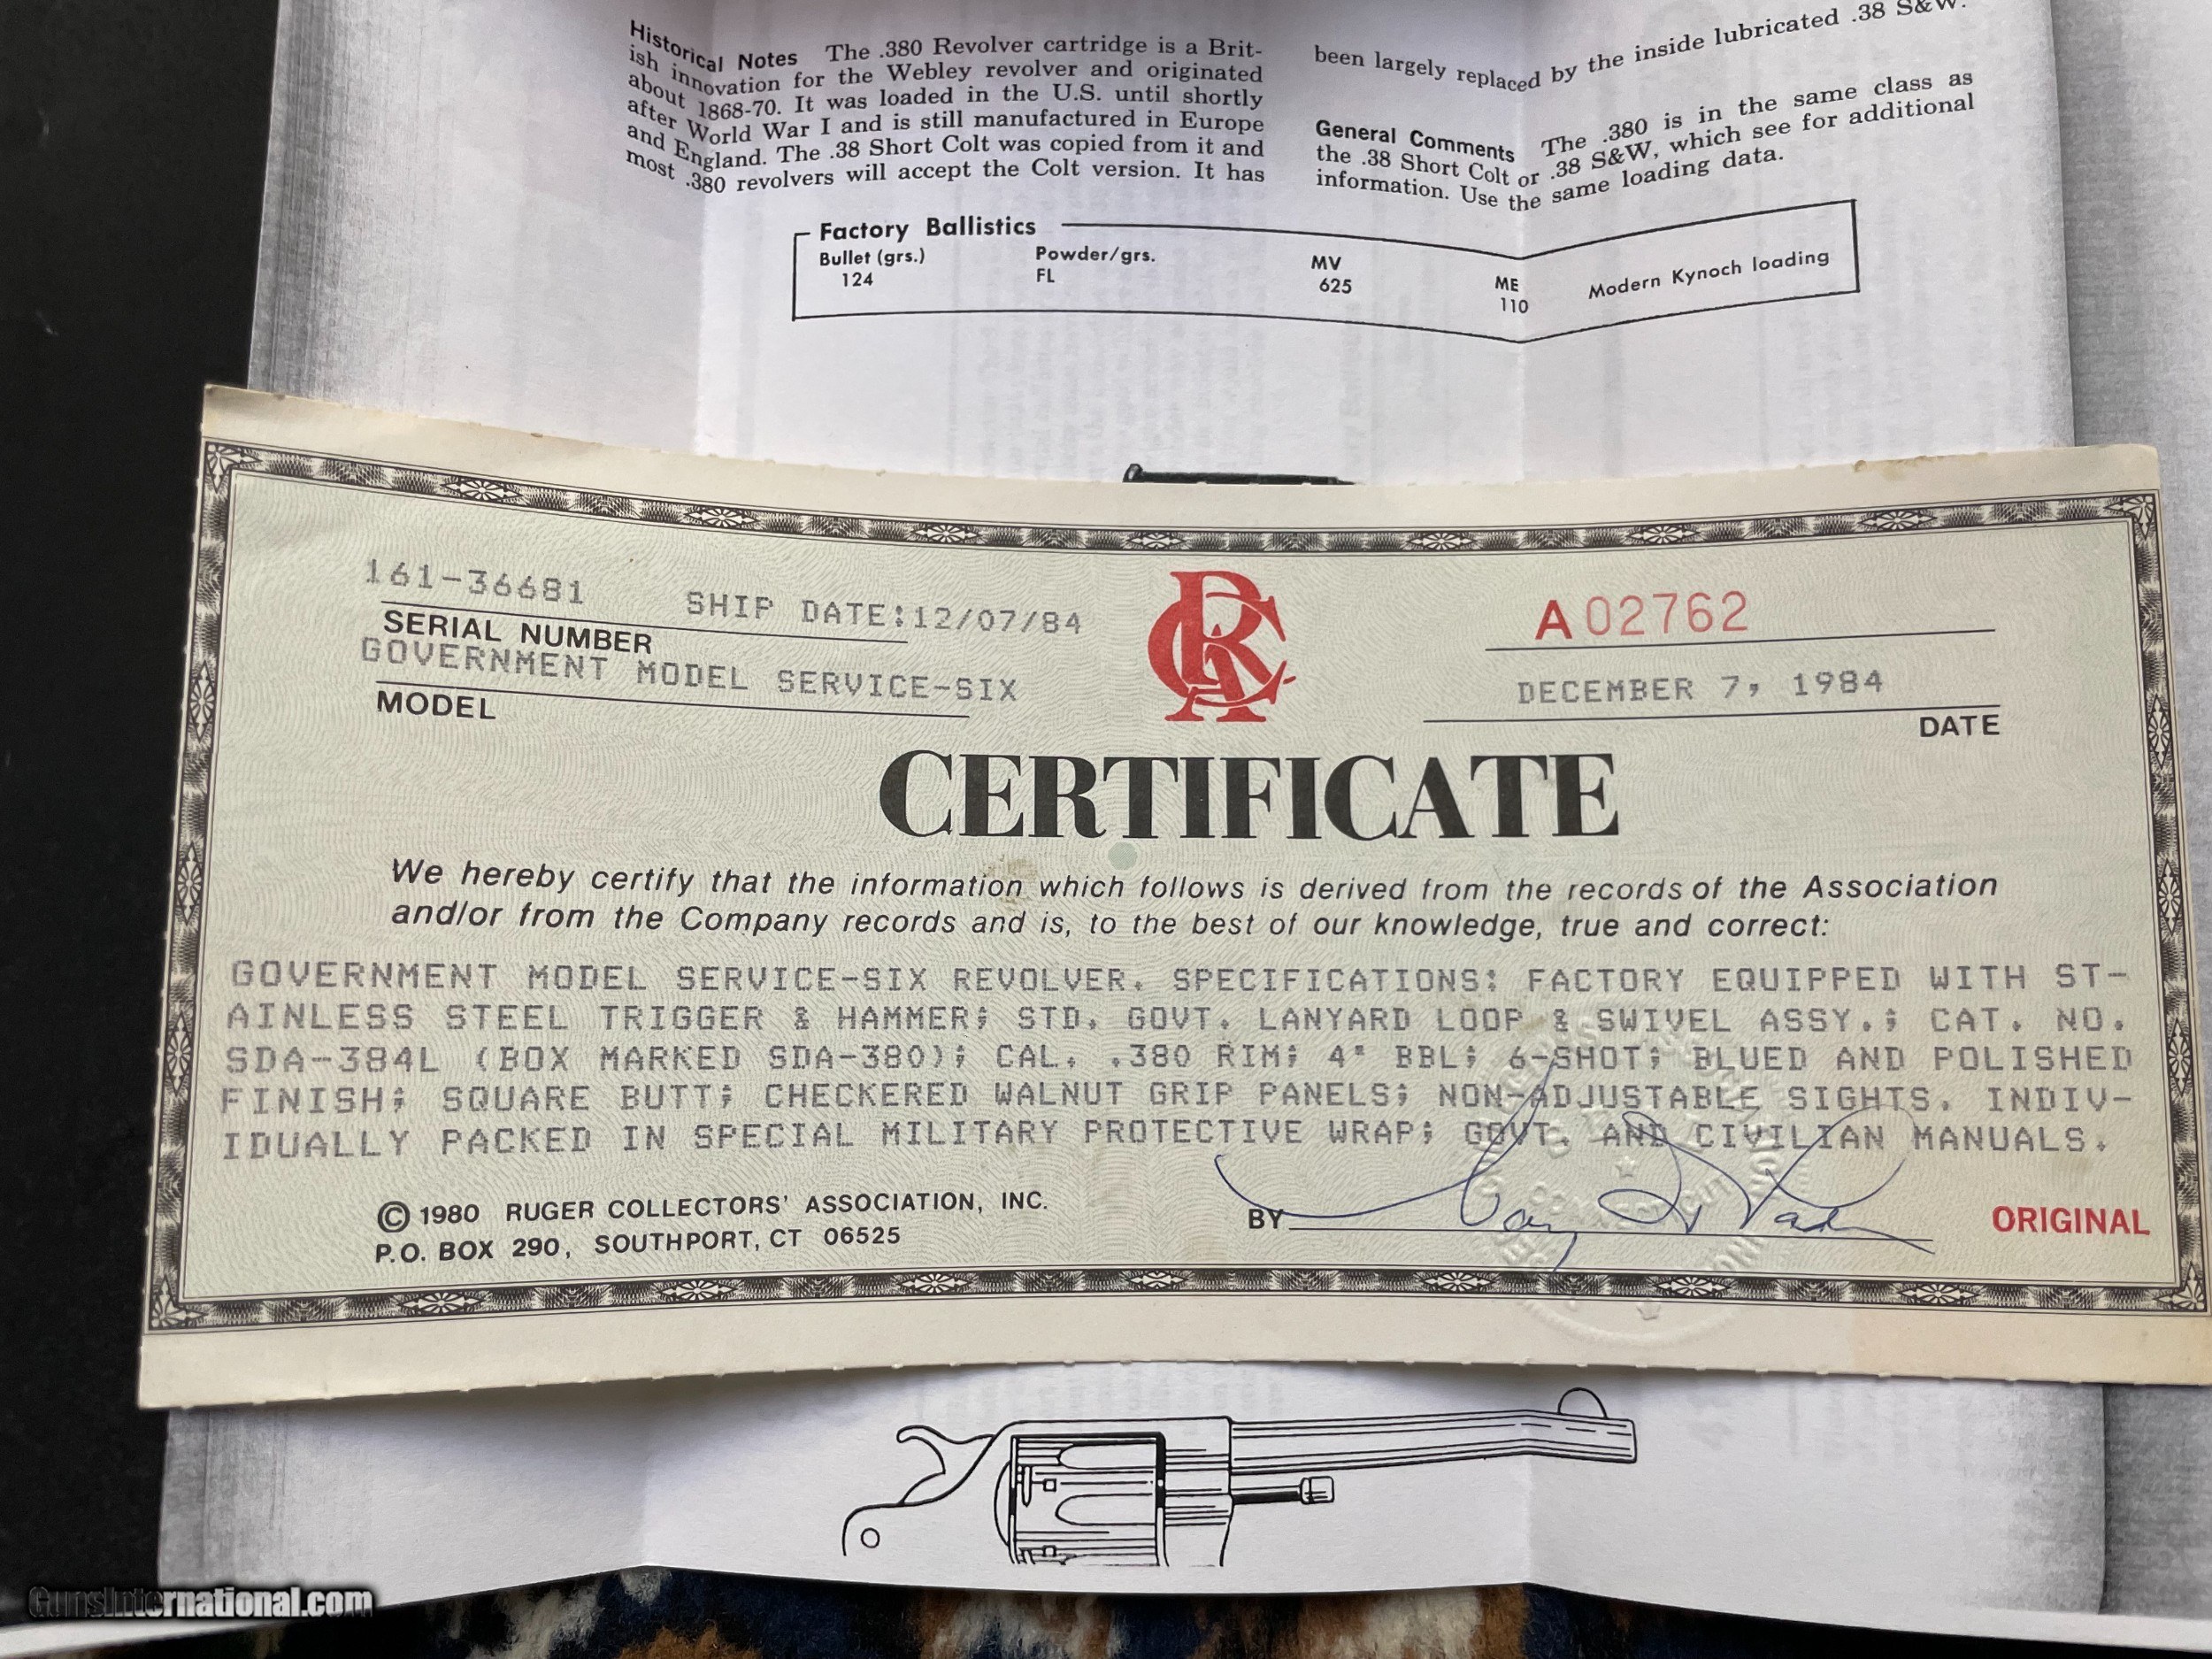 Historical Notes The .380 Revolver cartridge is a Brit-
ish innovation for the Webley revolver and originated
about 1868-70. It was loaded in the U.S. until shortly
after World War I and is still manufactured in Europe
and England. The .38 Short Colt was copied from it and
most .380 revolvers will accept the Colt version. It has
been largely replaced by the inside lubricated .38 S&W.
General Comments The .380 is in the same class as
the .38 Short Colt or .38 S&W, which see for additional
information. Use the same loading data.
Factory Ballistics
Bullet (grs.) Powder/grs. MV ME
124 FL 625 110 Modern Kynoch loading
161-36681 SHIP DATE:12/07/84
SERIAL NUMBER
GOVERNMENT MODEL SERVICE-SIX
MODEL
RCA
A02762
DECEMBER 7, 1984
DATE
CERTIFICATE
We hereby certify that the information which follows is derived from the records of the Association
and/or from the Company records and is, to the best of our knowledge, true and correct:
GOVERNMENT MODEL SERVICE-SIX REVOLVER. SPECIFICATIONS: FACTORY EQUIPPED WITH ST-
AINLESS STEEL TRIGGER & HAMMER; STD. GOVT. LANYARD LOOP & SWIVEL ASSY.; CAT. NO.
SDA-384L (BOX MARKED SDA-380); CAL. .380 RIM; 4" BBL; 6-SHOT; BLUED AND POLISHED
FINISH; SQUARE BUTT; CHECKERED WALNUT GRIP PANELS; NON-ADJUSTABLE SIGHTS. INDIV-
IDUALLY PACKED IN SPECIAL MILITARY PROTECTIVE WRAP; GOVT. AND CIVILIAN MANUALS.
© 1980 RUGER COLLECTORS' ASSOCIATION, INC.
P.O. BOX 290, SOUTHPORT, CT 06525
BY
ORIGINAL
GunsInternational.com